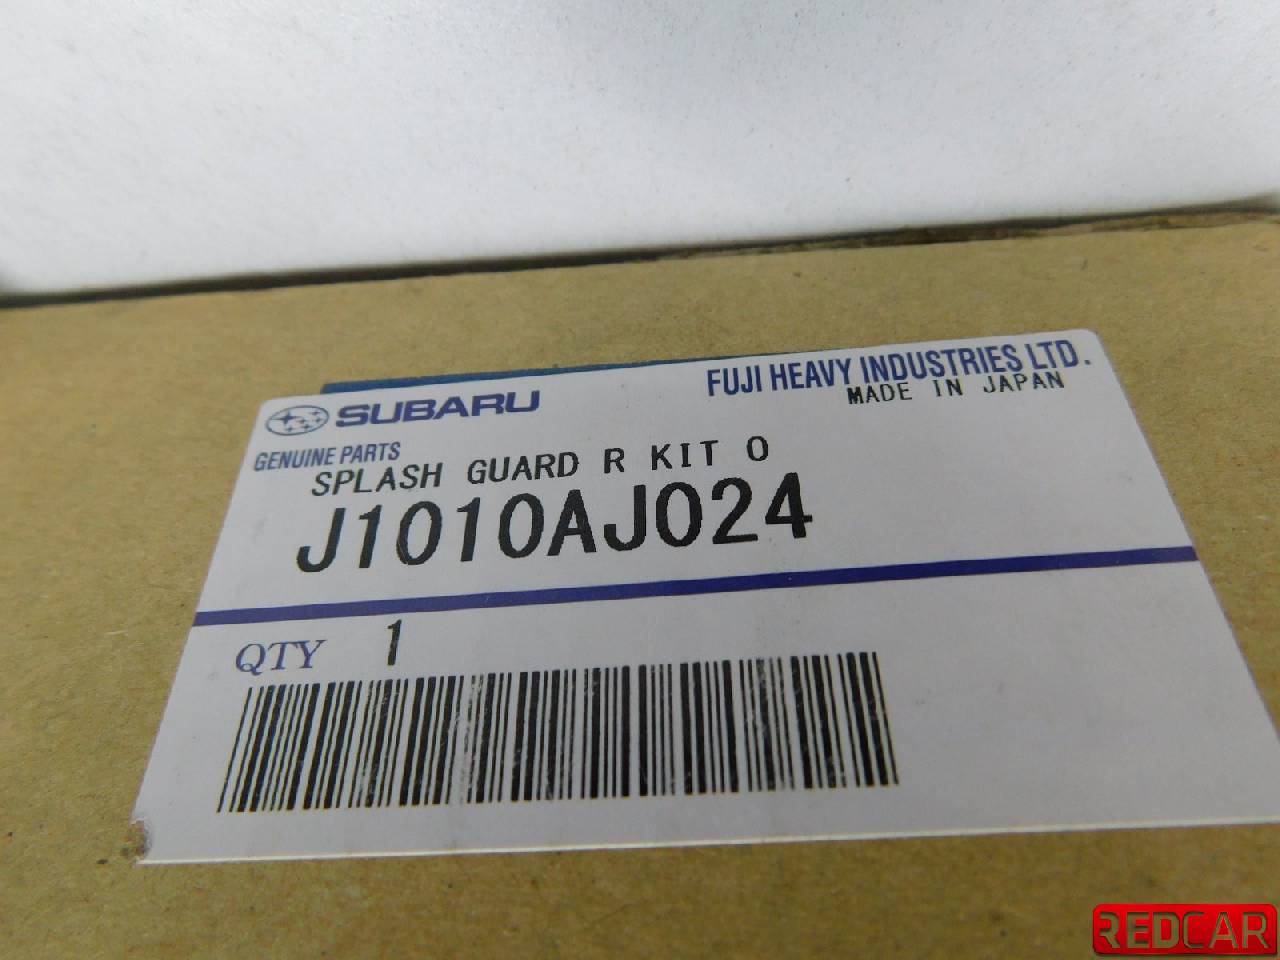 SUBARU
FUJI HEAVY INDUSTRIES LTD.
MADE IN JAPAN
GENUINE PARTS
SPLASH GUARD R KIT O
J1010AJ024
QTY 1
REDCAR